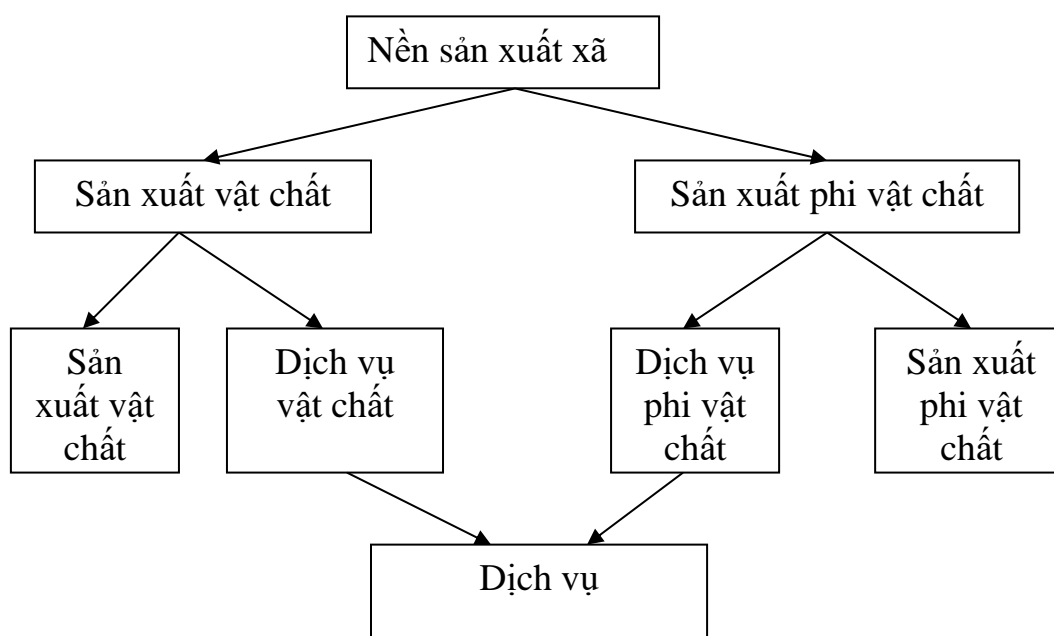 Nền sản xuất xã
Sản xuất vật chất
Sản xuất phi vật chất
Sản
xuất vật
chất
Dịch vụ
vật chất
Dịch vụ
phi vật
chất
Sản xuất
phi vật
chất
Dịch vụ